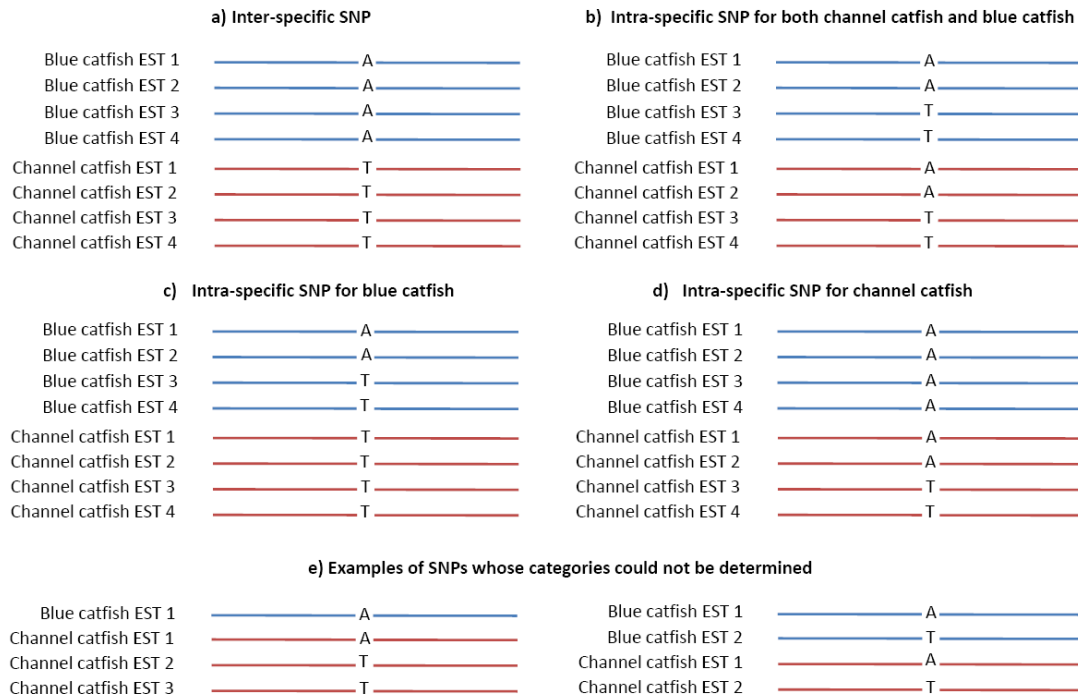 a) Inter-specific SNP
Blue catfish EST 1 A
Blue catfish EST 2 A
Blue catfish EST 3 A
Blue catfish EST 4 A
Channel catfish EST 1 T
Channel catfish EST 2 T
Channel catfish EST 3 T
Channel catfish EST 4 T
b) Intra-specific SNP for both channel catfish and blue catfish
Blue catfish EST 1 A
Blue catfish EST 2 A
Blue catfish EST 3 T
Blue catfish EST 4 T
Channel catfish EST 1 A
Channel catfish EST 2 A
Channel catfish EST 3 T
Channel catfish EST 4 T
c) Intra-specific SNP for blue catfish
Blue catfish EST 1 A
Blue catfish EST 2 A
Blue catfish EST 3 T
Blue catfish EST 4 T
Channel catfish EST 1 T
Channel catfish EST 2 T
Channel catfish EST 3 T
Channel catfish EST 4 T
d) Intra-specific SNP for channel catfish
Blue catfish EST 1 A
Blue catfish EST 2 A
Blue catfish EST 3 A
Blue catfish EST 4 A
Channel catfish EST 1 A
Channel catfish EST 2 A
Channel catfish EST 3 T
Channel catfish EST 4 T
e) Examples of SNPs whose categories could not be determined
Blue catfish EST 1 A
Channel catfish EST 1 A
Channel catfish EST 2 T
Channel catfish EST 3 T
Blue catfish EST 1 A
Blue catfish EST 2 T
Channel catfish EST 1 A
Channel catfish EST 2 T